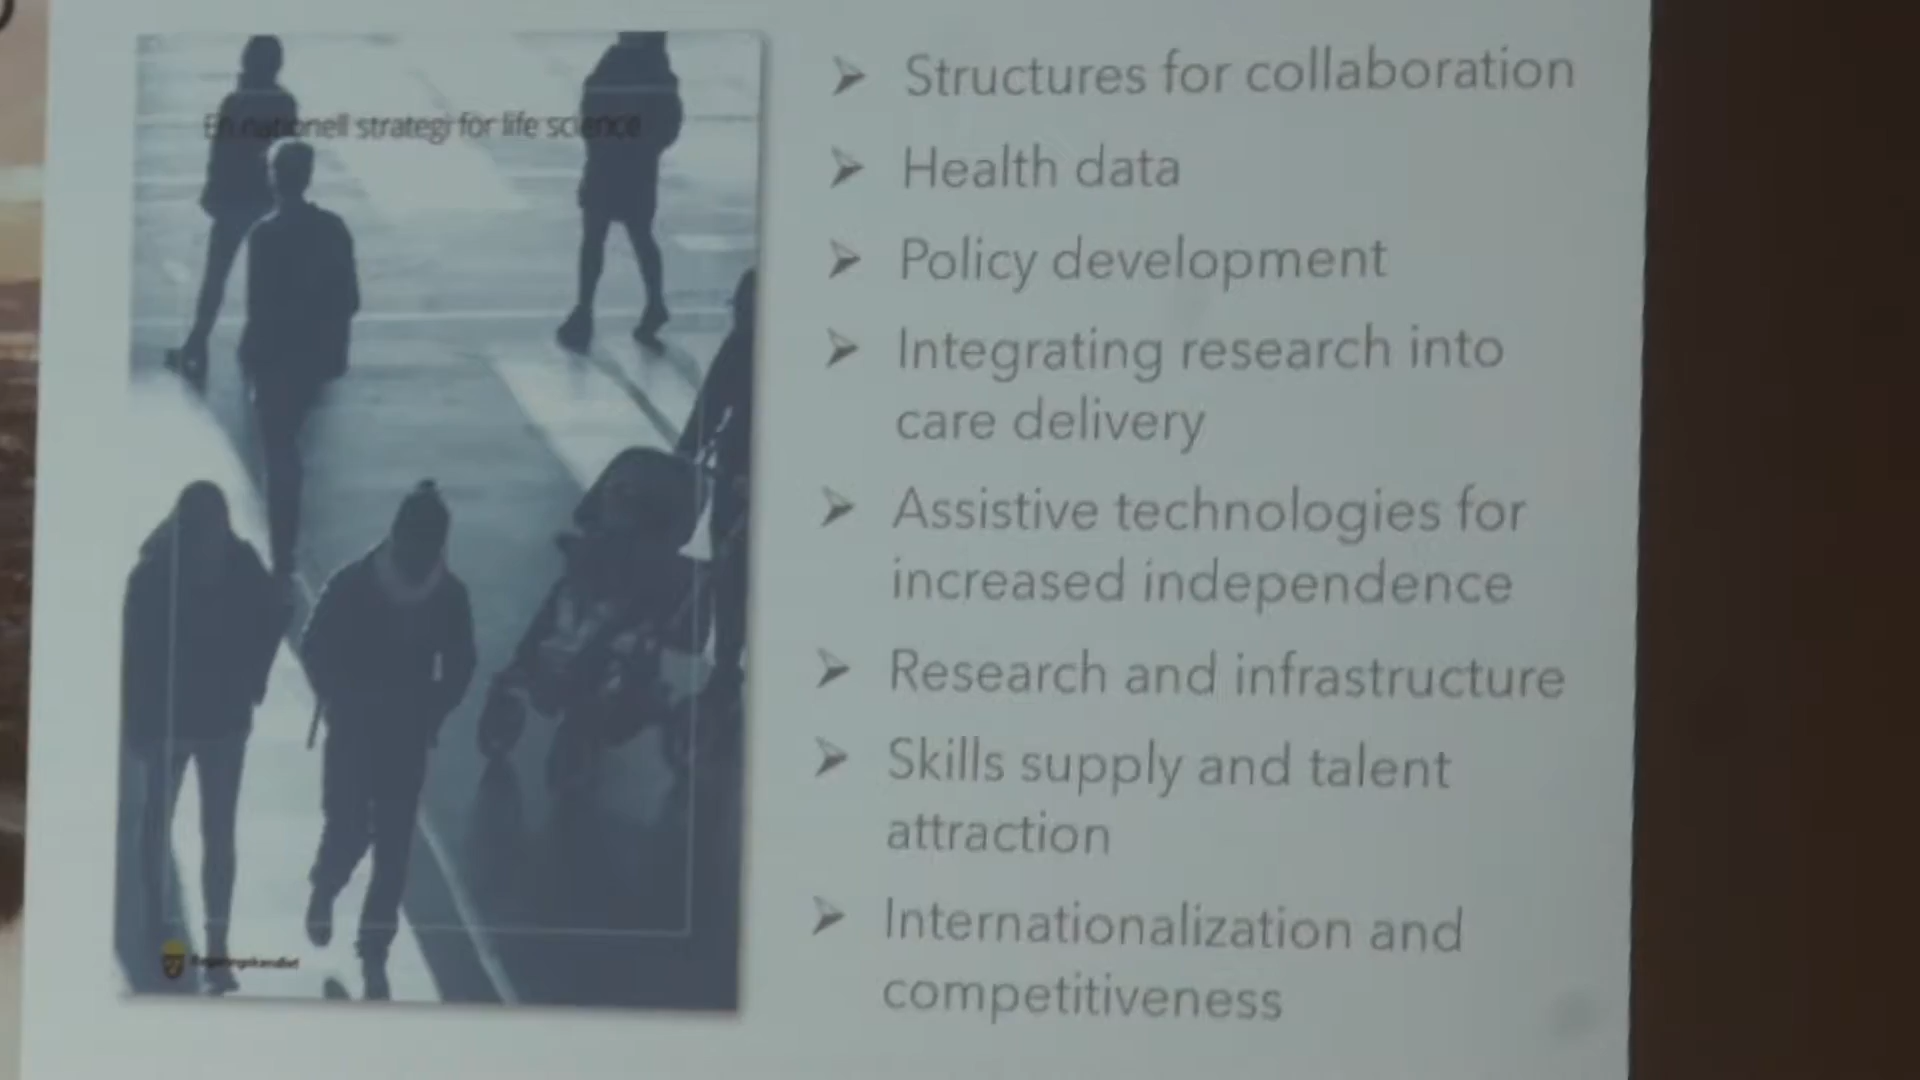 En nationell strategi för life science
Regeringskansliet
Structures for collaboration
Health data
Policy development
Integrating research into
care delivery
Assistive technologies for
increased independence
Research and infrastructure
Skills supply and talent
attraction
Internationalization and
competitiveness